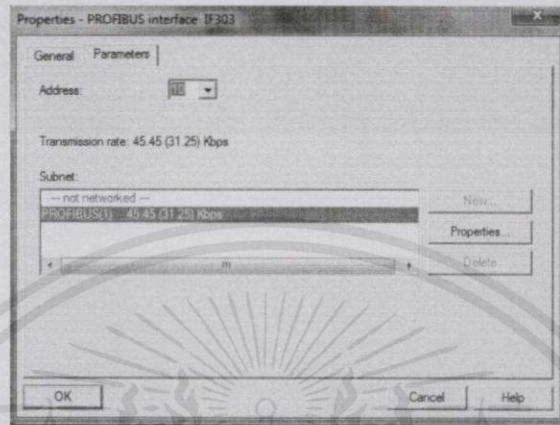 Properties - PROFIBUS interface IF303
General Parameters
Address: 10
Transmission rate: 45.45 (31.25) Kbps
Subnet:
--- not networked ---
PROFIBUS(1) 45.45 (31.25) Kbps
New...
Properties...
Delete
OK Cancel Help